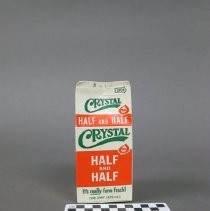 CRYSTAL
HALF AND HALF
CRYSTAL
HALF
AND
HALF
It's really farm fresh!